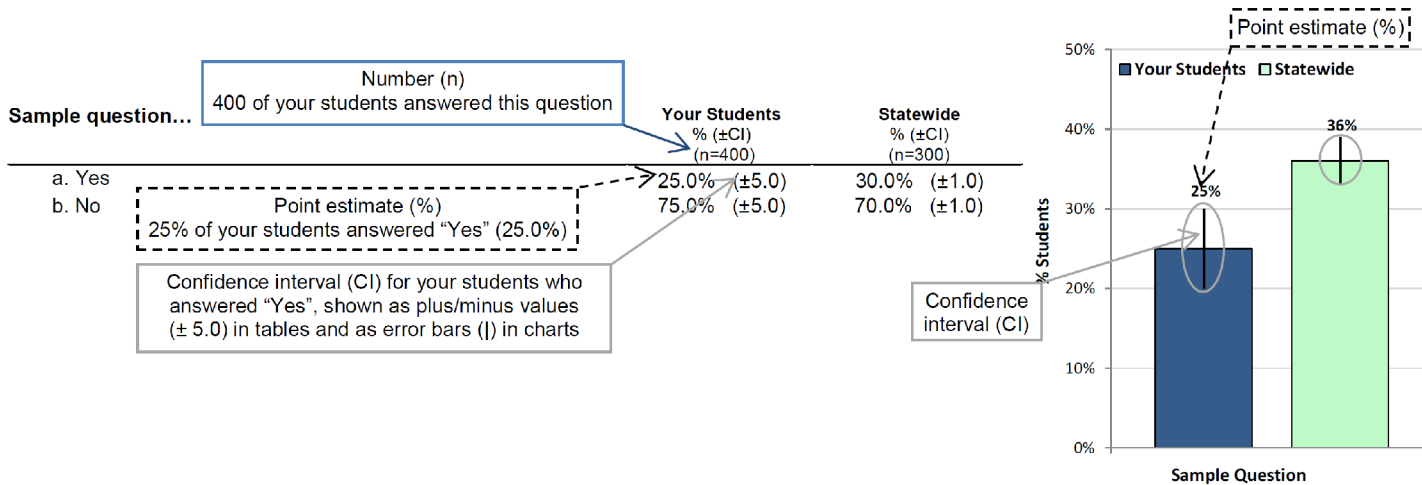 Sample question…
Number (n)
400 of your students answered this question
Your Students
% (±CI)
(n=400)
Statewide
% (±CI)
(n=300)
a. Yes
25.0% (±5.0)
30.0% (±1.0)
b. No
75.0% (±5.0)
70.0% (±1.0)
Point estimate (%)
25% of your students answered “Yes” (25.0%)
Confidence interval (CI) for your students who
answered “Yes”, shown as plus/minus values
(± 5.0) in tables and as error bars (|) in charts
Point estimate (%)
Your Students
Statewide
50%
40%
30%
20%
10%
0%
% Students
25%
36%
Confidence
interval (CI)
Sample Question